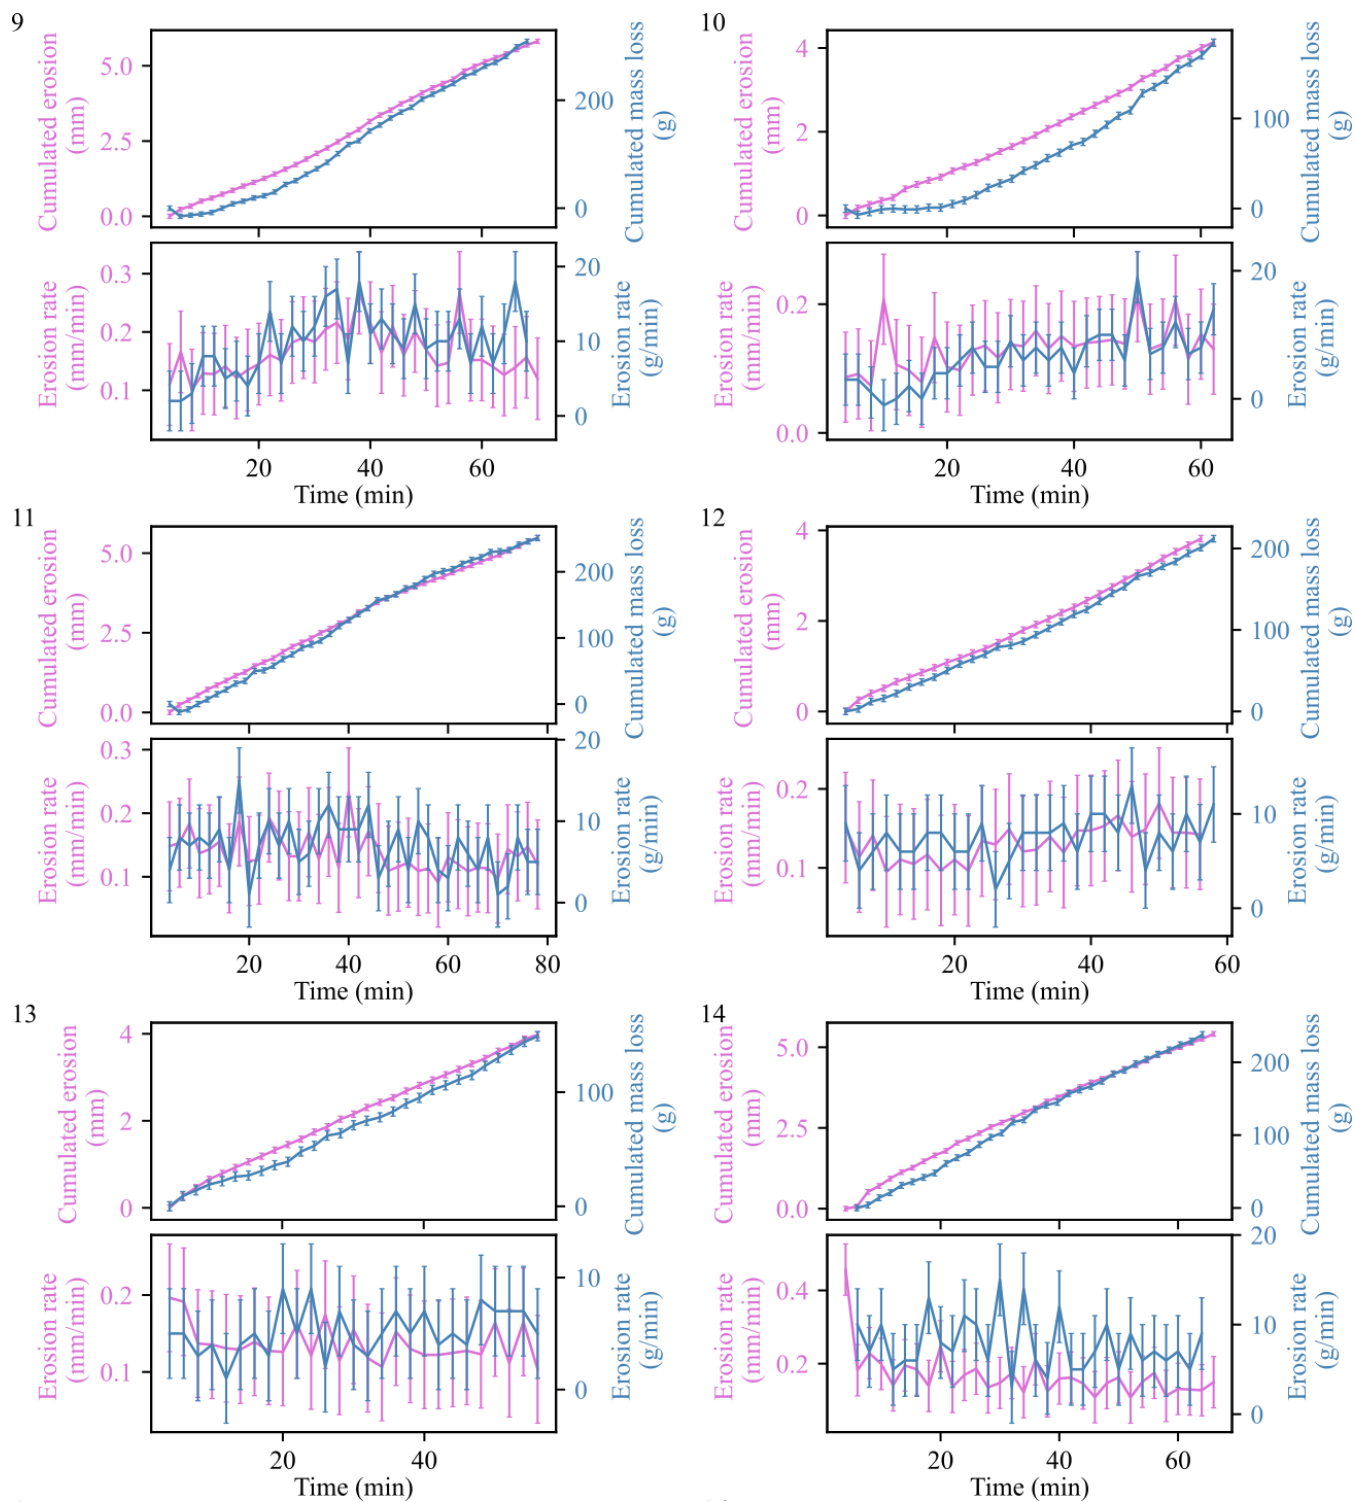 9
Cumulated erosion
(mm)
5.0
2.5
0.0
200
0
Cumulated mass loss
(g)
Erosion rate
(mm/min)
0.3
0.2
0.1
20
10
0
Erosion rate
(g/min)
20
40
60
Time (min)
10
Cumulated erosion
(mm)
4
2
0
100
0
Cumulated mass loss
(g)
Erosion rate
(mm/min)
0.2
0.0
20
0
Erosion rate
(g/min)
20
40
60
Time (min)
11
Cumulated erosion
(mm)
5.0
2.5
0.0
200
100
0
Cumulated mass loss
(g)
Erosion rate
(mm/min)
0.3
0.2
0.1
20
10
0
Erosion rate
(g/min)
20
40
60
80
Time (min)
12
Cumulated erosion
(mm)
4
2
0
200
100
0
Cumulated mass loss
(g)
Erosion rate
(mm/min)
0.2
0.1
10
0
Erosion rate
(g/min)
20
40
60
Time (min)
13
Cumulated erosion
(mm)
4
2
0
100
0
Cumulated mass loss
(g)
Erosion rate
(mm/min)
0.2
0.1
10
0
Erosion rate
(g/min)
20
40
Time (min)
14
Cumulated erosion
(mm)
5.0
2.5
0.0
200
100
0
Cumulated mass loss
(g)
Erosion rate
(mm/min)
0.4
0.2
20
10
0
Erosion rate
(g/min)
20
40
60
Time (min)